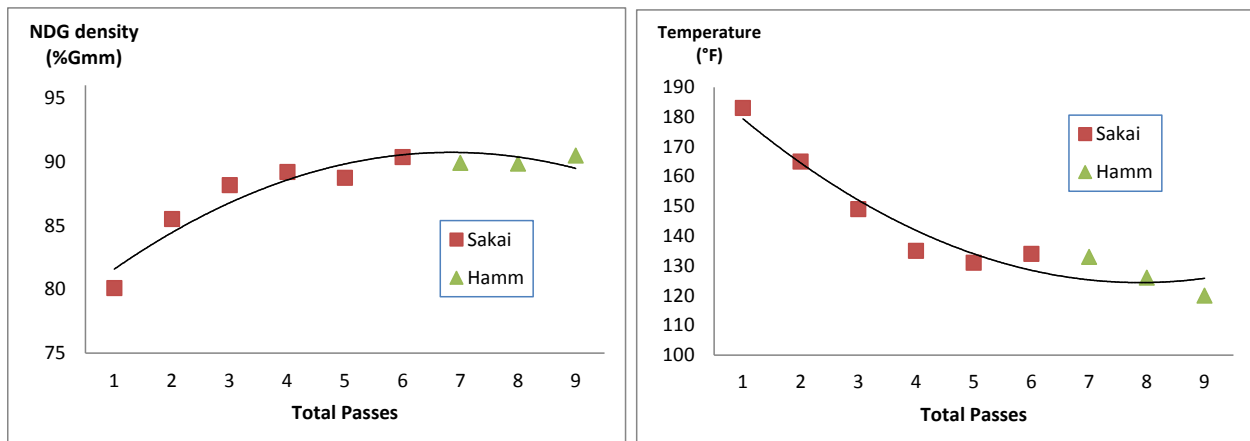 NDG density
(%Gmm)
95
90
85
80
75
1 2 3 4 5 6 7 8 9
Total Passes
Sakai
Hamm
Temperature
(°F)
190
180
170
160
150
140
130
120
110
100
1 2 3 4 5 6 7 8 9
Total Passes
Sakai
Hamm